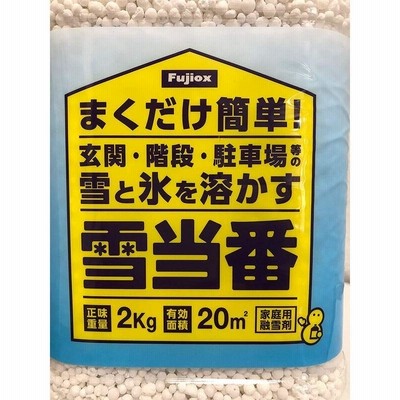 Fujiox
まくだけ簡単!
玄関・階段・駐車場等の
雪と氷を溶かす
雪当番
正味重量 2Kg 有効面積 20m² 家庭用融雪剤